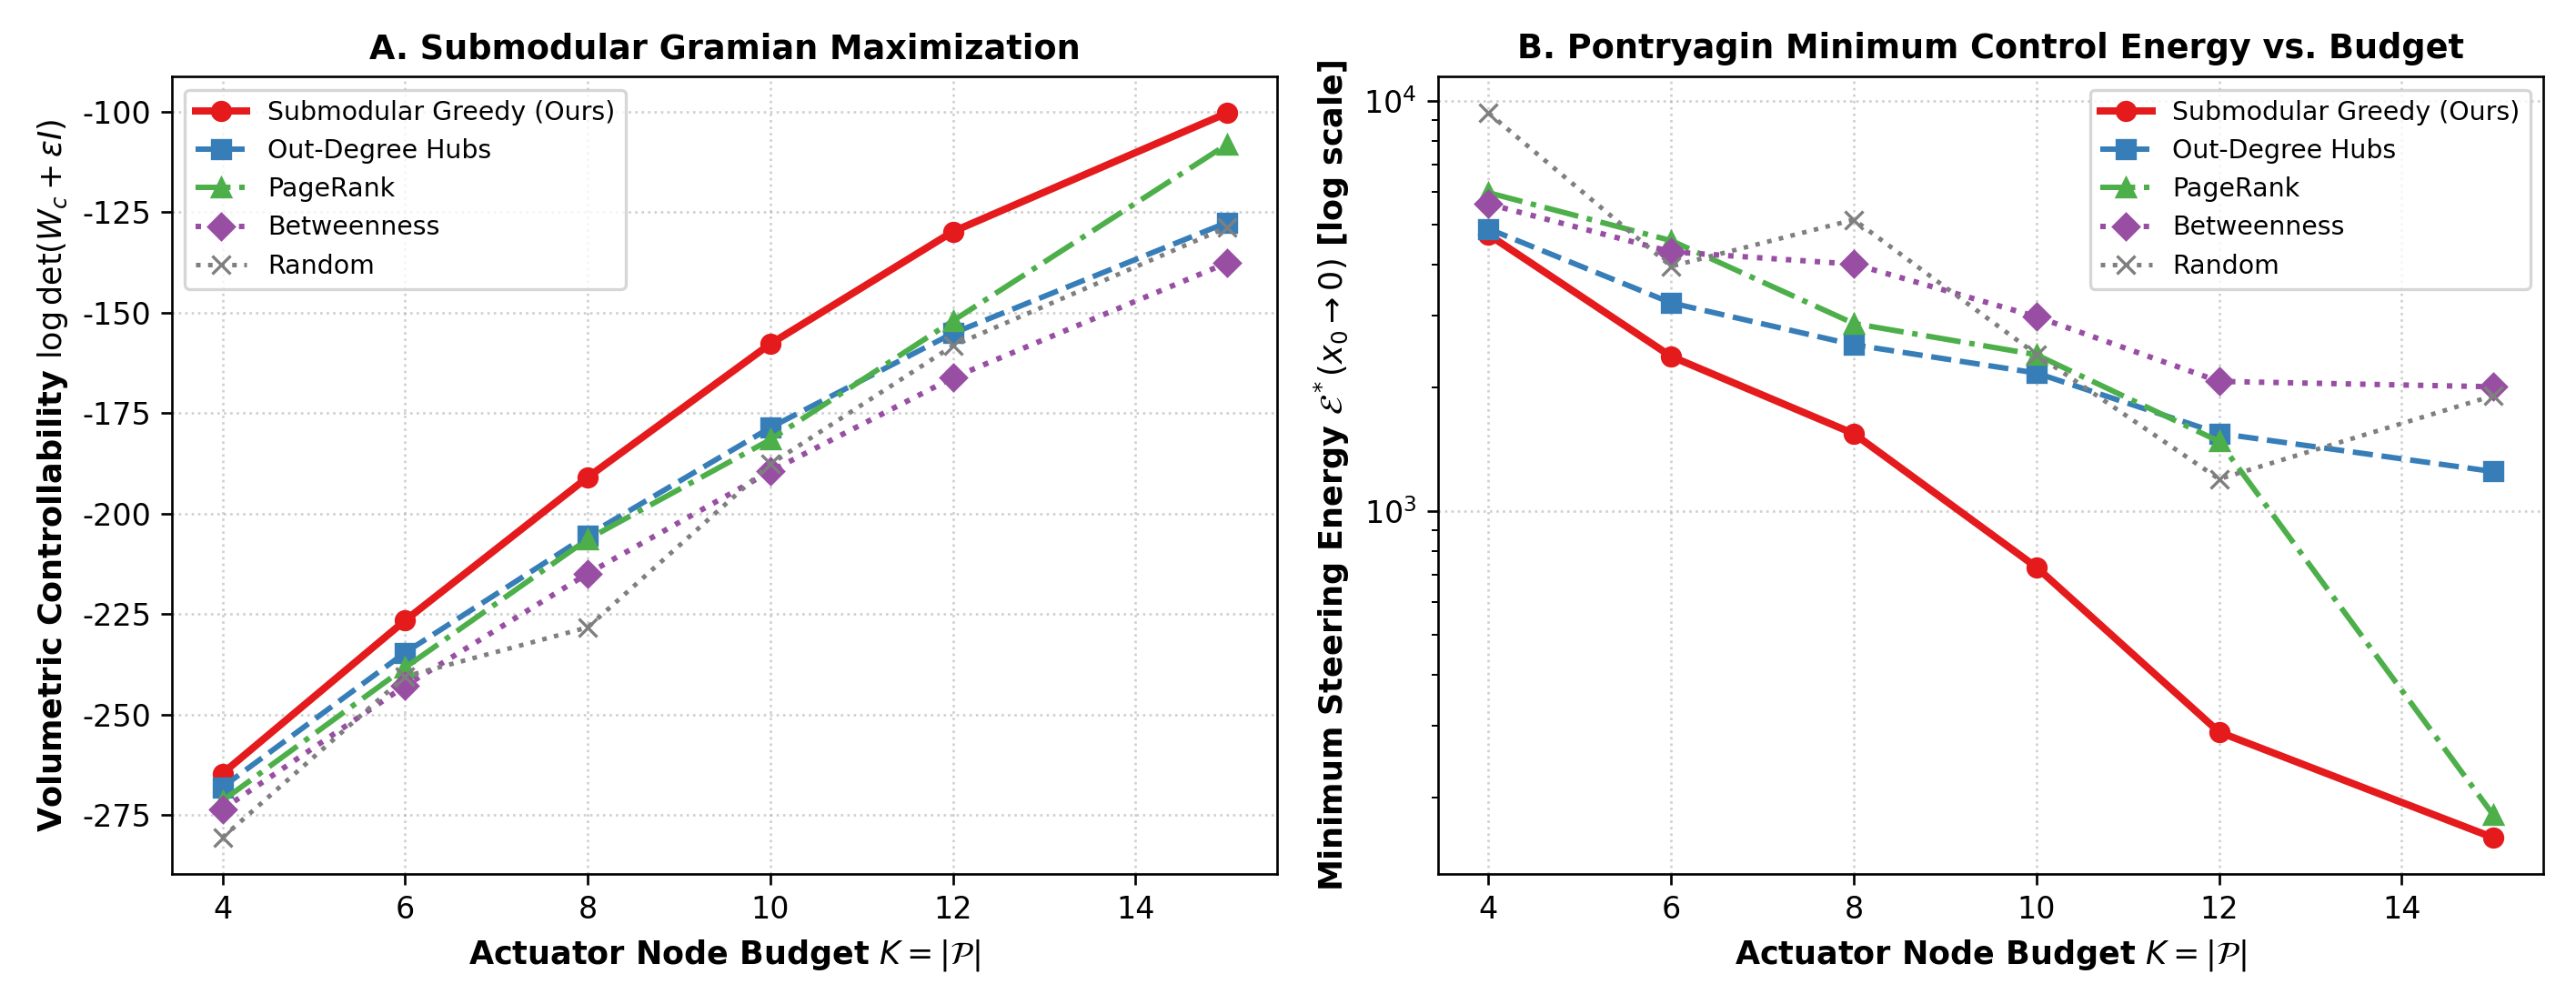 A. Submodular Gramian Maximization
Volumetric Controllability log det(W_c + εI)
-100
-125
-150
-175
-200
-225
-250
-275
Submodular Greedy (Ours)
Out-Degree Hubs
PageRank
Betweenness
Random
4 6 8 10 12 14
Actuator Node Budget K = |𝒫|
B. Pontryagin Minimum Control Energy vs. Budget
Minimum Steering Energy ℰ*(x₀ → 0) [log scale]
10⁴
10³
Submodular Greedy (Ours)
Out-Degree Hubs
PageRank
Betweenness
Random
4 6 8 10 12 14
Actuator Node Budget K = |𝒫|